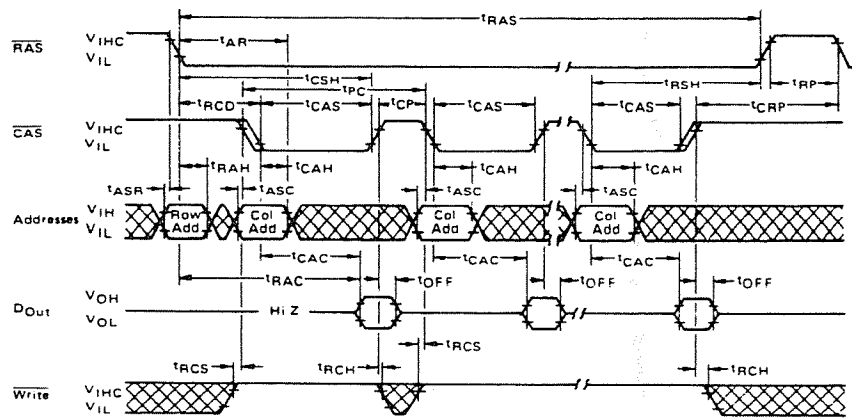 tRAS
RAS VIHC
VIL
tAR
tCSH
tPC
tRSH
tRP
tRCD
tCAS
tCP
tCAS
tCAS
tCRP
CAS VIHC
VIL
tRAH
tCAH
tCAH
tCAH
tASR
tASC
tASC
tASC
Addresses VIH
VIL
Row Add
Col Add
Col Add
Col Add
tCAC
tCAC
tCAC
tRAC
tOFF
tOFF
tOFF
DOut VOH
VOL
Hi Z
tRCS
tRCS
tRCH
tRCH
Write VIHC
VIL